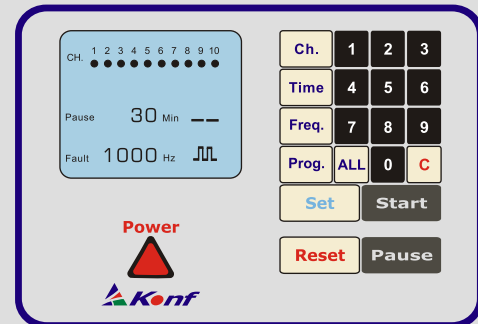 CH. 1 2 3 4 5 6 7 8 9 10
Pause 30 Min
Fault 1000 Hz
Ch. 1 2 3
Time 4 5 6
Freq. 7 8 9
Prog. ALL 0 C
Set Start
Reset Pause
Power
Konf